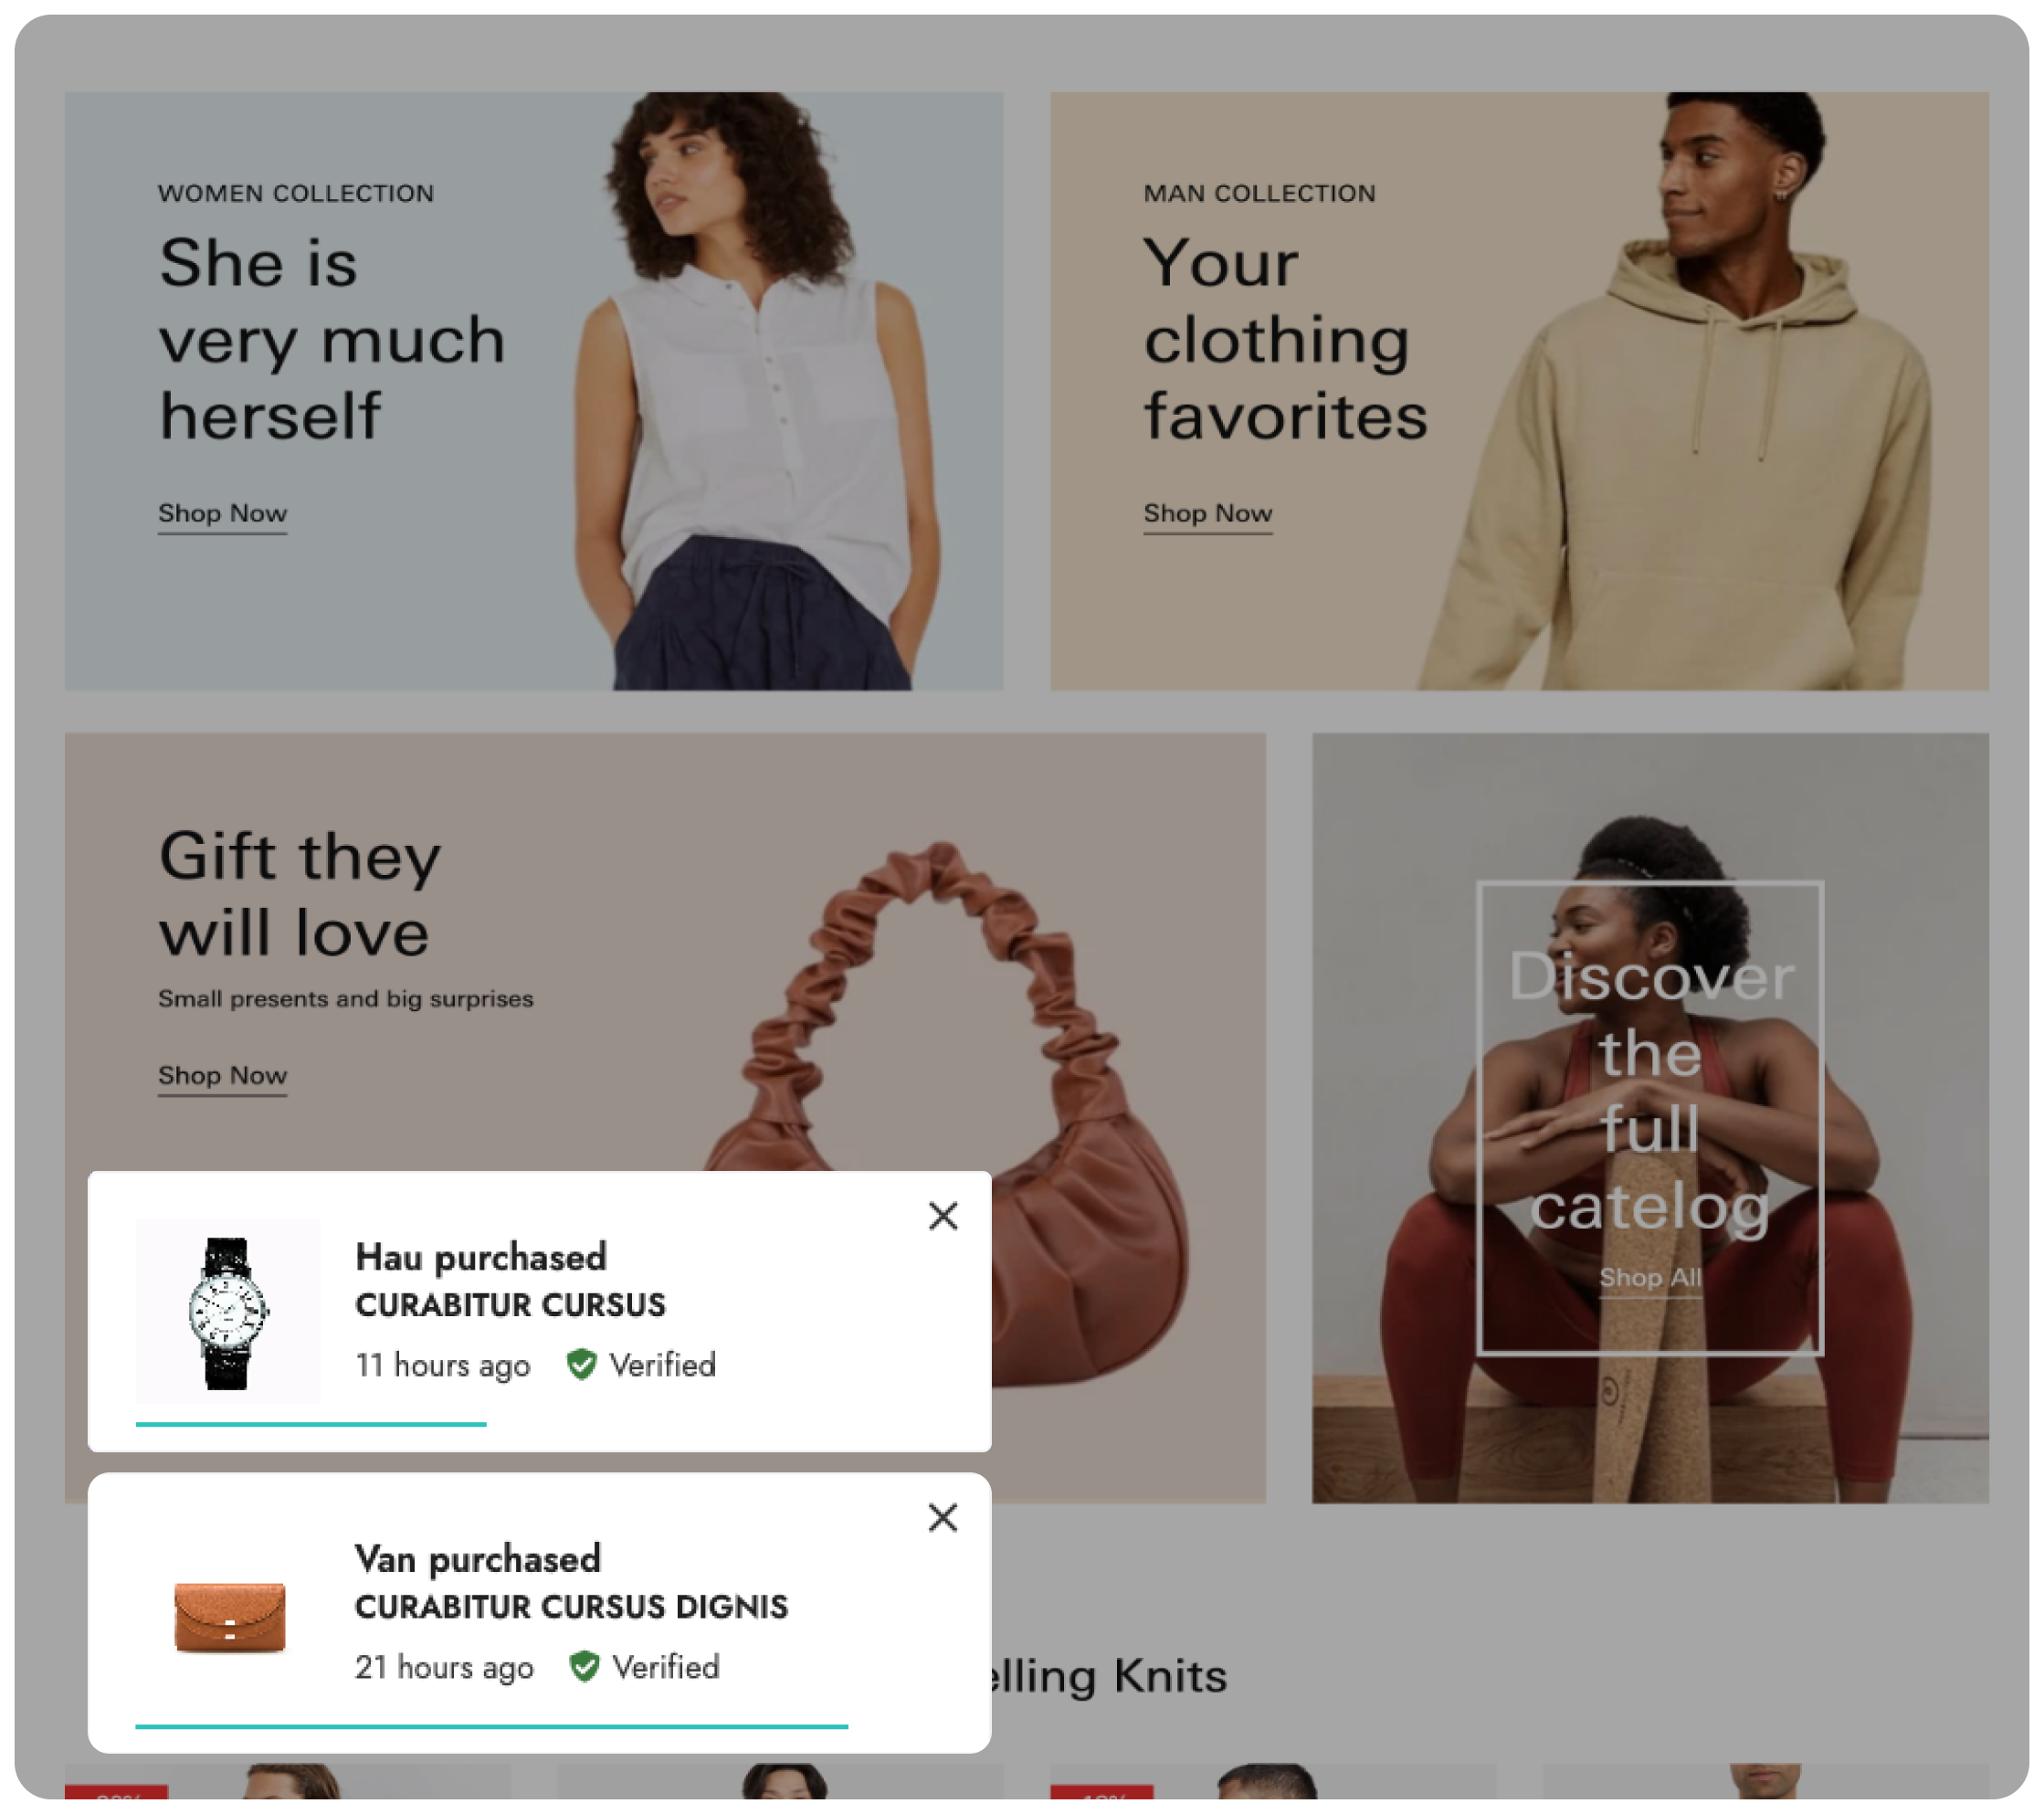 WOMEN COLLECTION
She is
very much
herself
Shop Now
MAN COLLECTION
Your
clothing
favorites
Shop Now
Gift they
will love
Small presents and big surprises
Shop Now
Discover
the
full
catelog
Shop All
Hau purchased
CURABITUR CURSUS
11 hours ago Verified
Van purchased
CURABITUR CURSUS DIGNIS
21 hours ago Verified
elling Knits